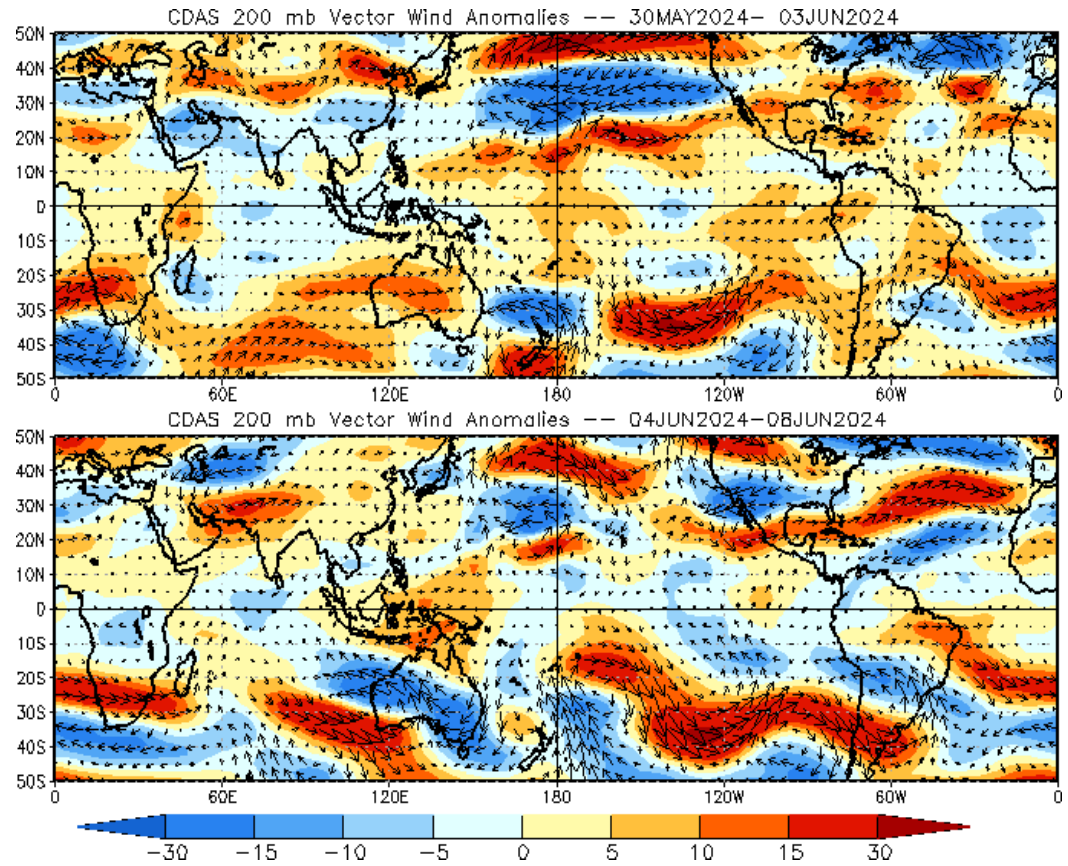 CDAS 200 mb Vector Wind Anomalies -- 30MAY2024- 03JUN2024
50N
40N
30N
20N
10N
0
10S
20S
30S
40S
50S
0 60E 120E 180 120W 60W 0
CDAS 200 mb Vector Wind Anomalies -- 04JUN2024-08JUN2024
50N
40N
30N
20N
10N
0
10S
20S
30S
40S
50S
0 60E 120E 180 120W 60W 0
-30 -15 -10 -5 0 5 10 15 30